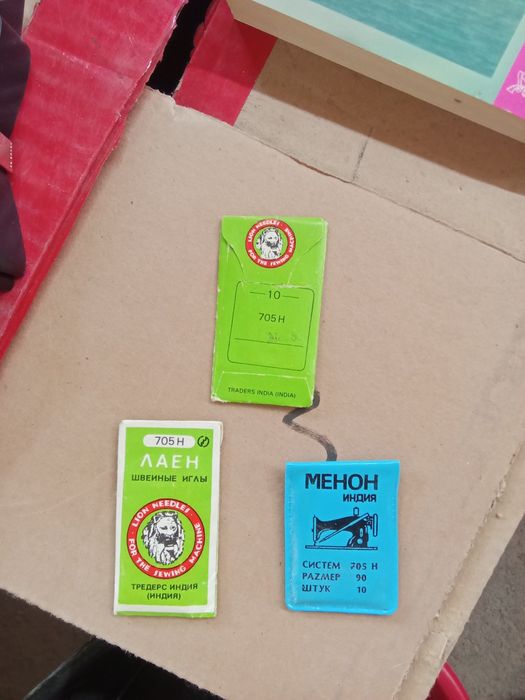 LION NEEDLES
FOR THE SEWING MACHINE
10
705 H
TRADERS INDIA (INDIA)
705 H
ЛАЕН
ШВЕЙНЫЕ ИГЛЫ
LION NEEDLES
FOR THE SEWING MACHINE
ТРЕДЕРС ИНДИЯ
(ИНДИЯ)
МЕНОН
ИНДИЯ
СИСТЕМ 705 Н
РАZМЕР 90
ШТУК 10